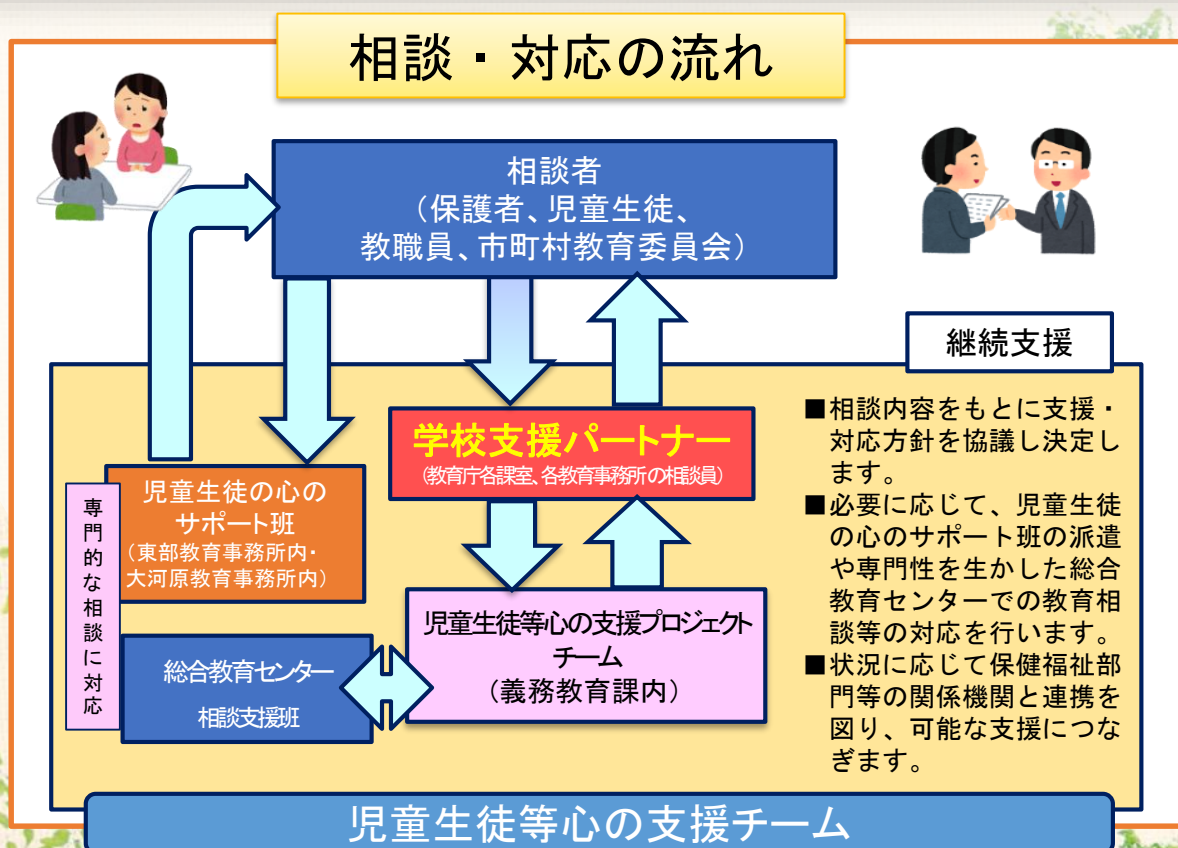 相談・対応の流れ
相談者
（保護者、児童生徒、
教職員、市町村教育委員会）
継続支援
学校支援パートナー
（教育庁各課室、各教育事務所の相談員）
児童生徒の心の
サポート班
（東部教育事務所内・
大河原教育事務所内）
専門的な相談に対応
総合教育センター
相談支援班
児童生徒等心の支援プロジェクト
チーム
（義務教育課内）
■相談内容をもとに支援・
対応方針を協議し決定し
ます。
■必要に応じて、児童生徒
の心のサポート班の派遣
や専門性を生かした総合
教育センターでの教育相
談等の対応を行います。
■状況に応じて保健福祉部
門等の関係機関と連携を
図り、可能な支援につな
ぎます。
児童生徒等心の支援チーム